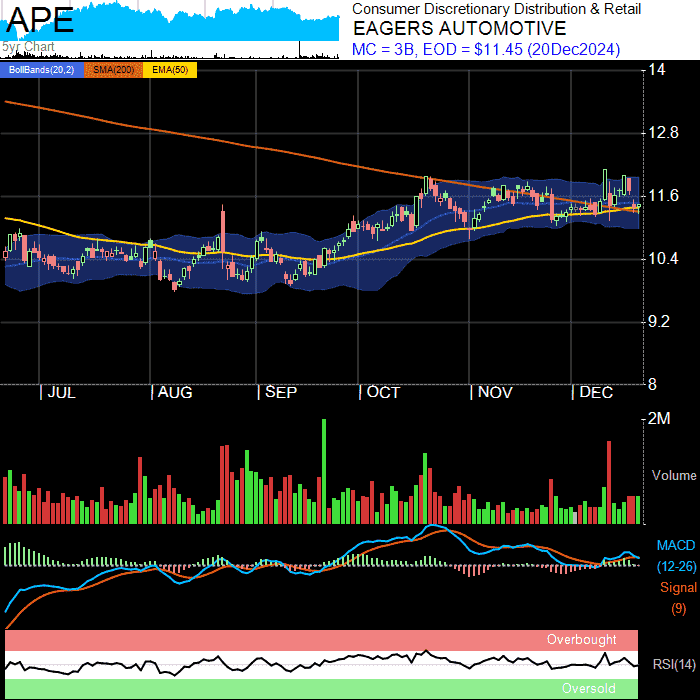 APE
5yr Chart
Consumer Discretionary Distribution & Retail
EAGERS AUTOMOTIVE
MC = 3B, EOD = $11.45 (20Dec2024)
BollBands(20,2) SMA(200) EMA(50)
14
12.8
11.6
10.4
9.2
8
JUL AUG SEP OCT NOV DEC
2M
Volume
MACD
(12-26)
Signal
(9)
Overbought
RSI(14)
Oversold